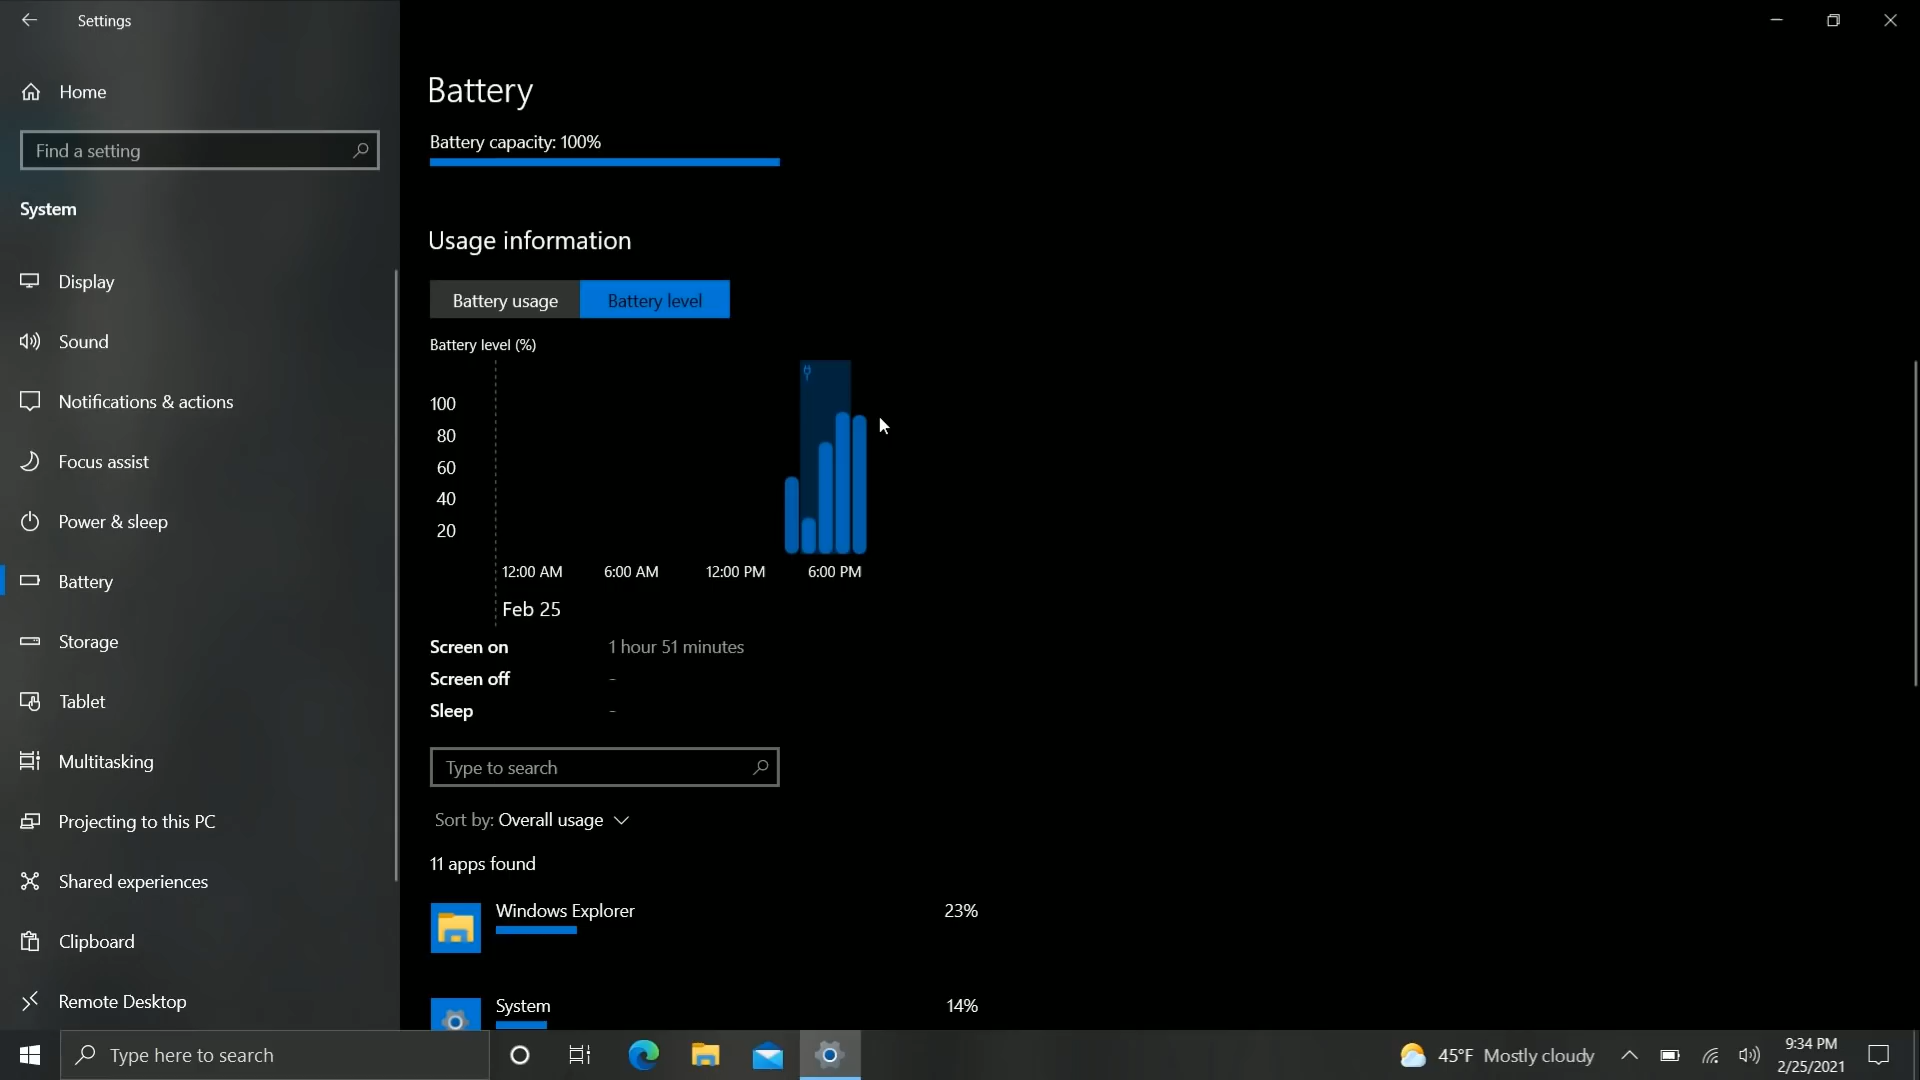 Settings
Home
Find a setting
System
Display
Sound
Notifications & actions
Focus assist
Power & sleep
Battery
Storage
Tablet
Multitasking
Projecting to this PC
Shared experiences
Clipboard
Remote Desktop
Battery
Battery capacity: 100%
Usage information
Battery usage
Battery level
Battery level (%)
100
80
60
40
20
12:00 AM 6:00 AM 12:00 PM 6:00 PM
Feb 25
Screen on 1 hour 51 minutes
Screen off -
Sleep -
Type to search
Sort by: Overall usage
11 apps found
Windows Explorer 23%
System 14%
Type here to search
45°F Mostly cloudy
9:34 PM
2/25/2021